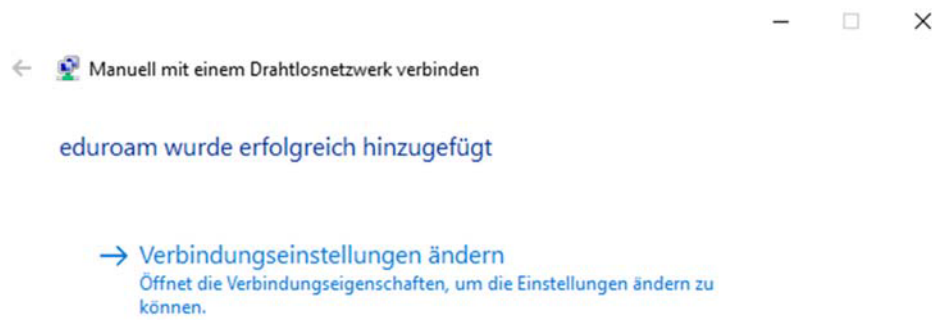 Manuell mit einem Drahtlosnetzwerk verbinden
eduroam wurde erfolgreich hinzugefügt
Verbindungseinstellungen ändern
Öffnet die Verbindungseigenschaften, um die Einstellungen ändern zu
können.